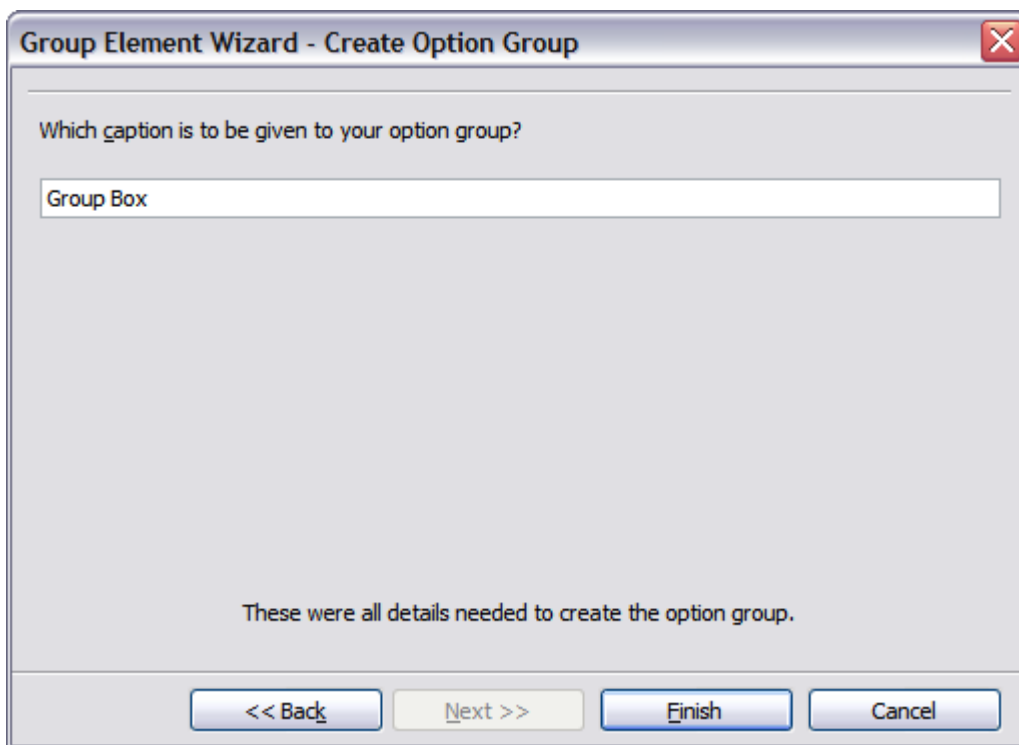 Group Element Wizard - Create Option Group
Which caption is to be given to your option group?
Group Box
These were all details needed to create the option group.
<< Back
Next >>
Finish
Cancel